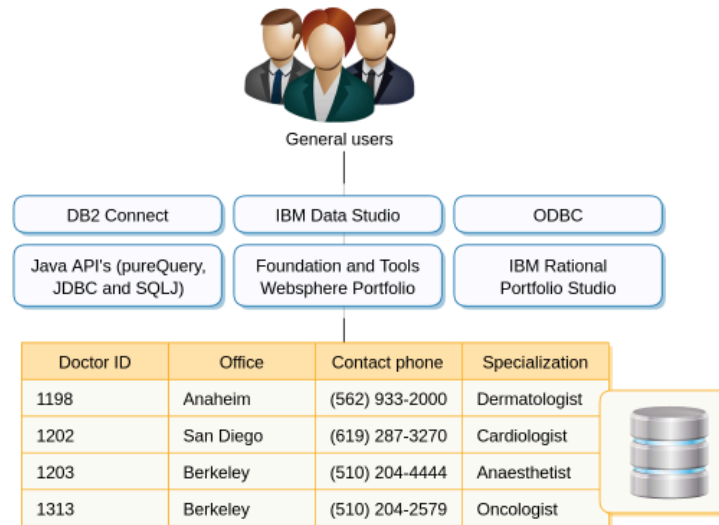 General users
DB2 Connect
IBM Data Studio
ODBC
Java API's (pureQuery,
JDBC and SQLJ)
Foundation and Tools
Websphere Portfolio
IBM Rational
Portfolio Studio
Doctor ID Office Contact phone Specialization
1198 Anaheim (562) 933-2000 Dermatologist
1202 San Diego (619) 287-3270 Cardiologist
1203 Berkeley (510) 204-4444 Anaesthetist
1313 Berkeley (510) 204-2579 Oncologist